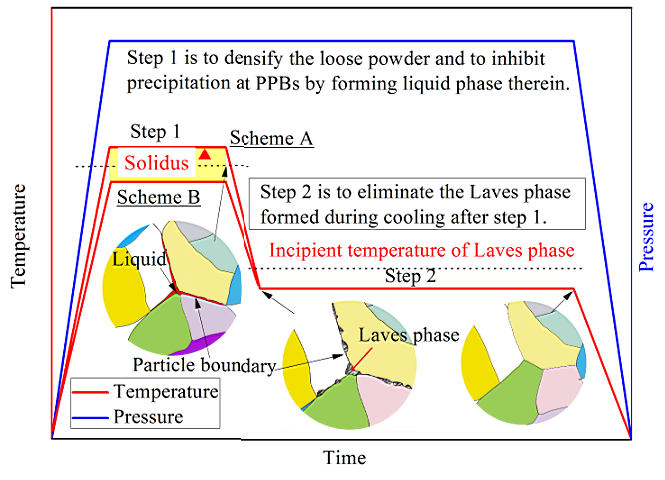 Step 1 is to densify the loose powder and to inhibit
precipitation at PPBs by forming liquid phase therein.
Step 1
Scheme A
Solidus
Scheme B
Step 2 is to eliminate the Laves phase
formed during cooling after step 1.
Incipient temperature of Laves phase
Step 2
Liquid
Laves phase
Particle boundary
Temperature
Pressure
Temperature
Pressure
Time